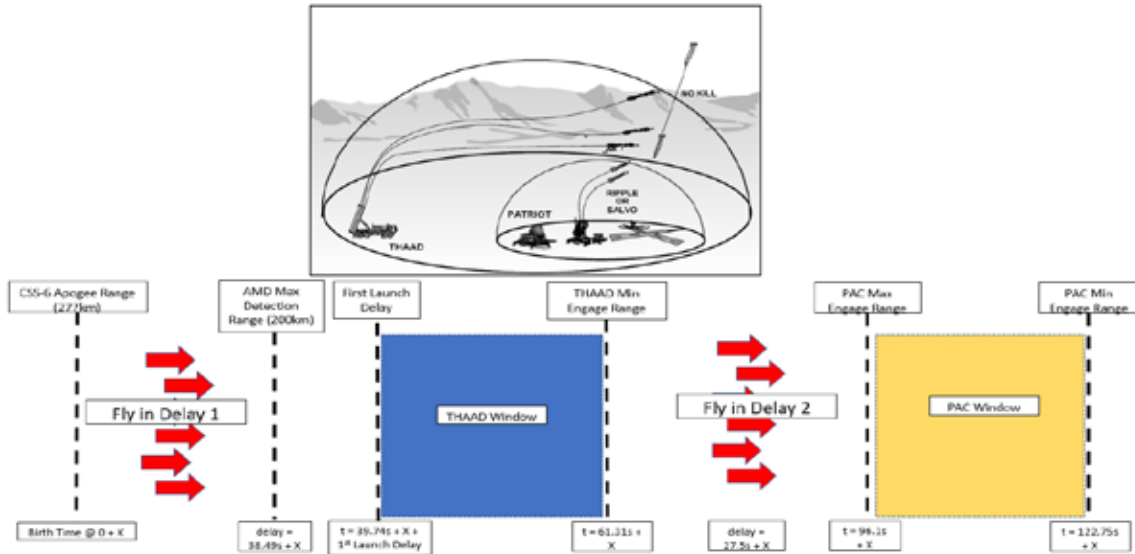 NO KILL
RIPPLE
OR
SALVO
PATRIOT
THAAD
CSS-6 Apogee Range
(277km)
AMD Max
Detection
Range (200km)
First Launch
Delay
THAAD Min
Engage Range
PAC Max
Engage Range
PAC Min
Engage Range
Fly in Delay 1
THAAD Window
Fly in Delay 2
PAC Window
Birth Time @ 0 + X
delay =
38.49s + X
t = 39.74s + X +
1st Launch Delay
t = 61.31s +
X
delay =
27.5s + X
t = 96.1s
+ X
t = 122.75s
+ X